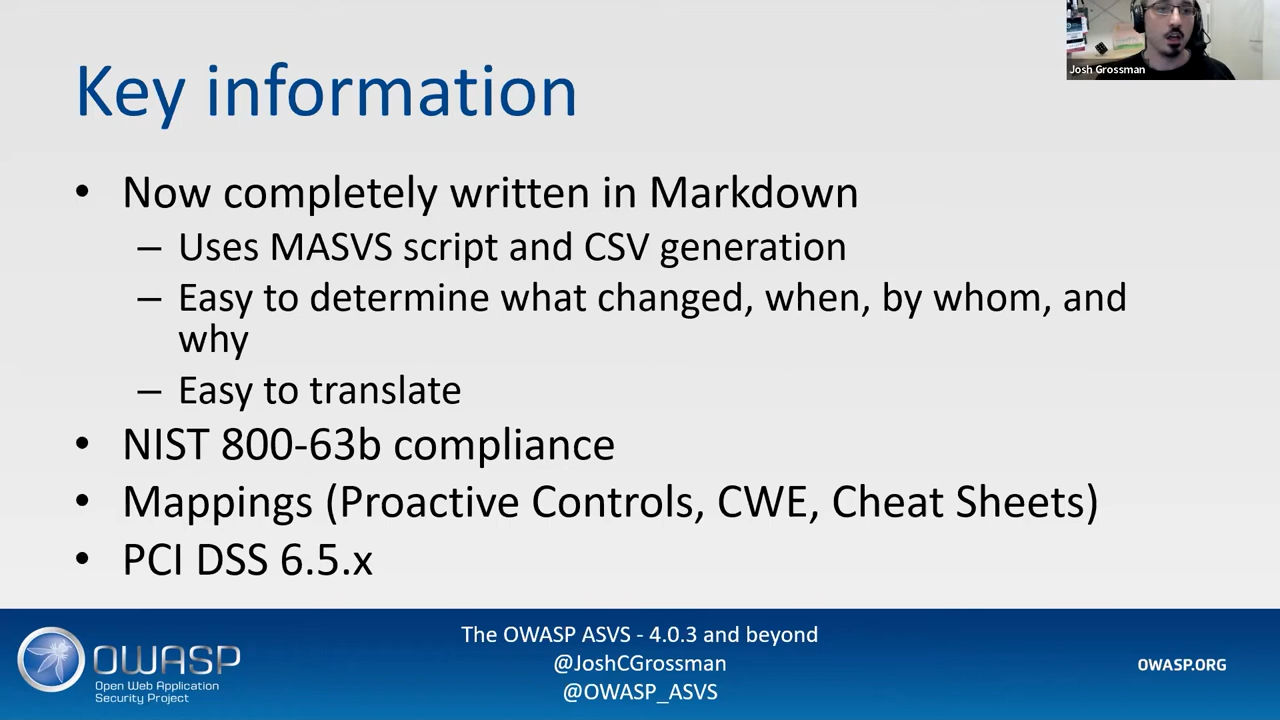 Josh Grossman
Key information
• Now completely written in Markdown
– Uses MASVS script and CSV generation
– Easy to determine what changed, when, by whom, and
why
– Easy to translate
• NIST 800-63b compliance
• Mappings (Proactive Controls, CWE, Cheat Sheets)
• PCI DSS 6.5.x
OWASP
Open Web Application
Security Project
The OWASP ASVS - 4.0.3 and beyond
@JoshCGrossman
@OWASP_ASVS
OWASP.ORG